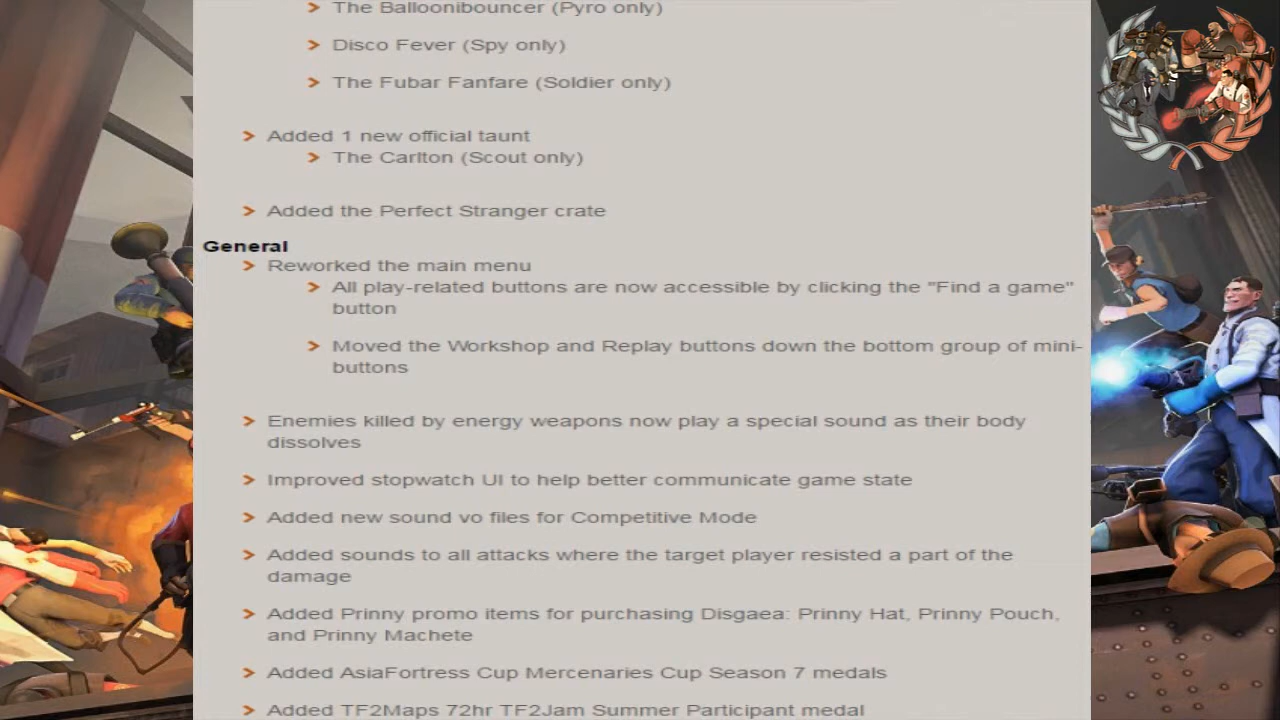 The Balloonibouncer (Pyro only)
Disco Fever (Spy only)
The Fubar Fanfare (Soldier only)
Added 1 new official taunt
The Carlton (Scout only)
Added the Perfect Stranger crate
General
Reworked the main menu
All play-related buttons are now accessible by clicking the "Find a game"
button
Moved the Workshop and Replay buttons down the bottom group of mini-
buttons
Enemies killed by energy weapons now play a special sound as their body
dissolves
Improved stopwatch UI to help better communicate game state
Added new sound vo files for Competitive Mode
Added sounds to all attacks where the target player resisted a part of the
damage
Added Prinny promo items for purchasing Disgaea: Prinny Hat, Prinny Pouch,
and Prinny Machete
Added AsiaFortress Cup Mercenaries Cup Season 7 medals
Added TF2Maps 72hr TF2Jam Summer Participant medal